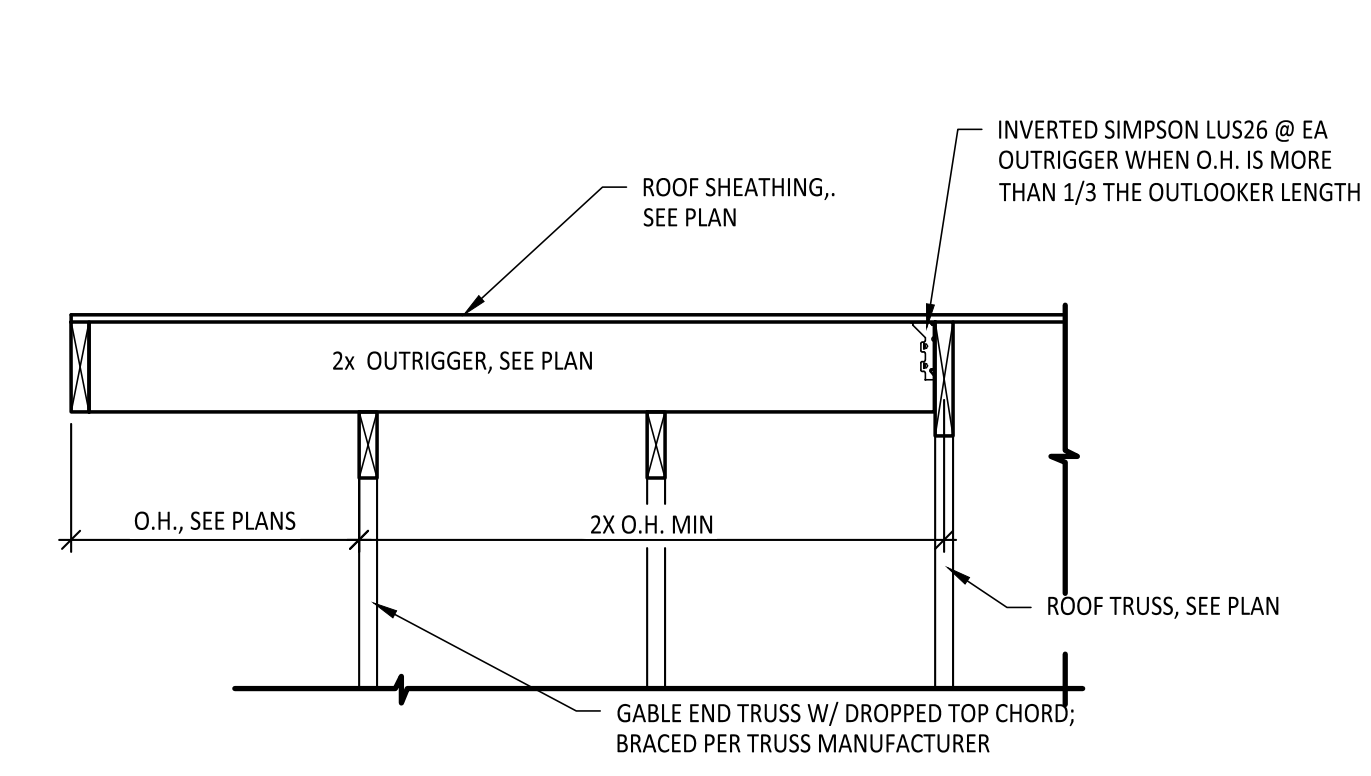 INVERTED SIMPSON LUS26 @ EA
OUTRIGGER WHEN O.H. IS MORE
THAN 1/3 THE OUTLOOKER LENGTH
ROOF SHEATHING,.
SEE PLAN
2x OUTRIGGER, SEE PLAN
O.H., SEE PLANS
2X O.H. MIN
ROOF TRUSS, SEE PLAN
GABLE END TRUSS W/ DROPPED TOP CHORD;
BRACED PER TRUSS MANUFACTURER